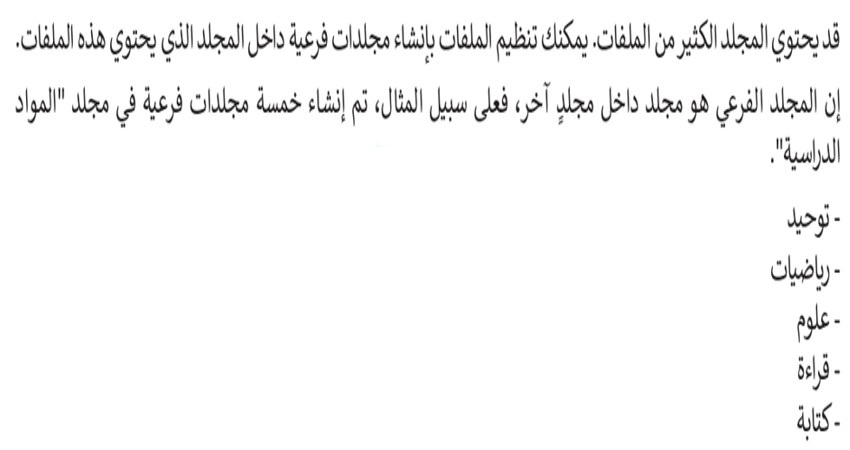 قد يحتوي المجلد الكثير من الملفات. يمكنك تنظيم الملفات بإنشاء مجلدات فرعية داخل المجلد الذي يحتوي هذه الملفات.
إن المجلد الفرعي هو مجلد داخل مجلدٍ آخر، فعلى سبيل المثال، تم إنشاء خمسة مجلدات فرعية في مجلد "المواد
الدراسية".
- توحيد
- رياضيات
- علوم
- قراءة
- كتابة